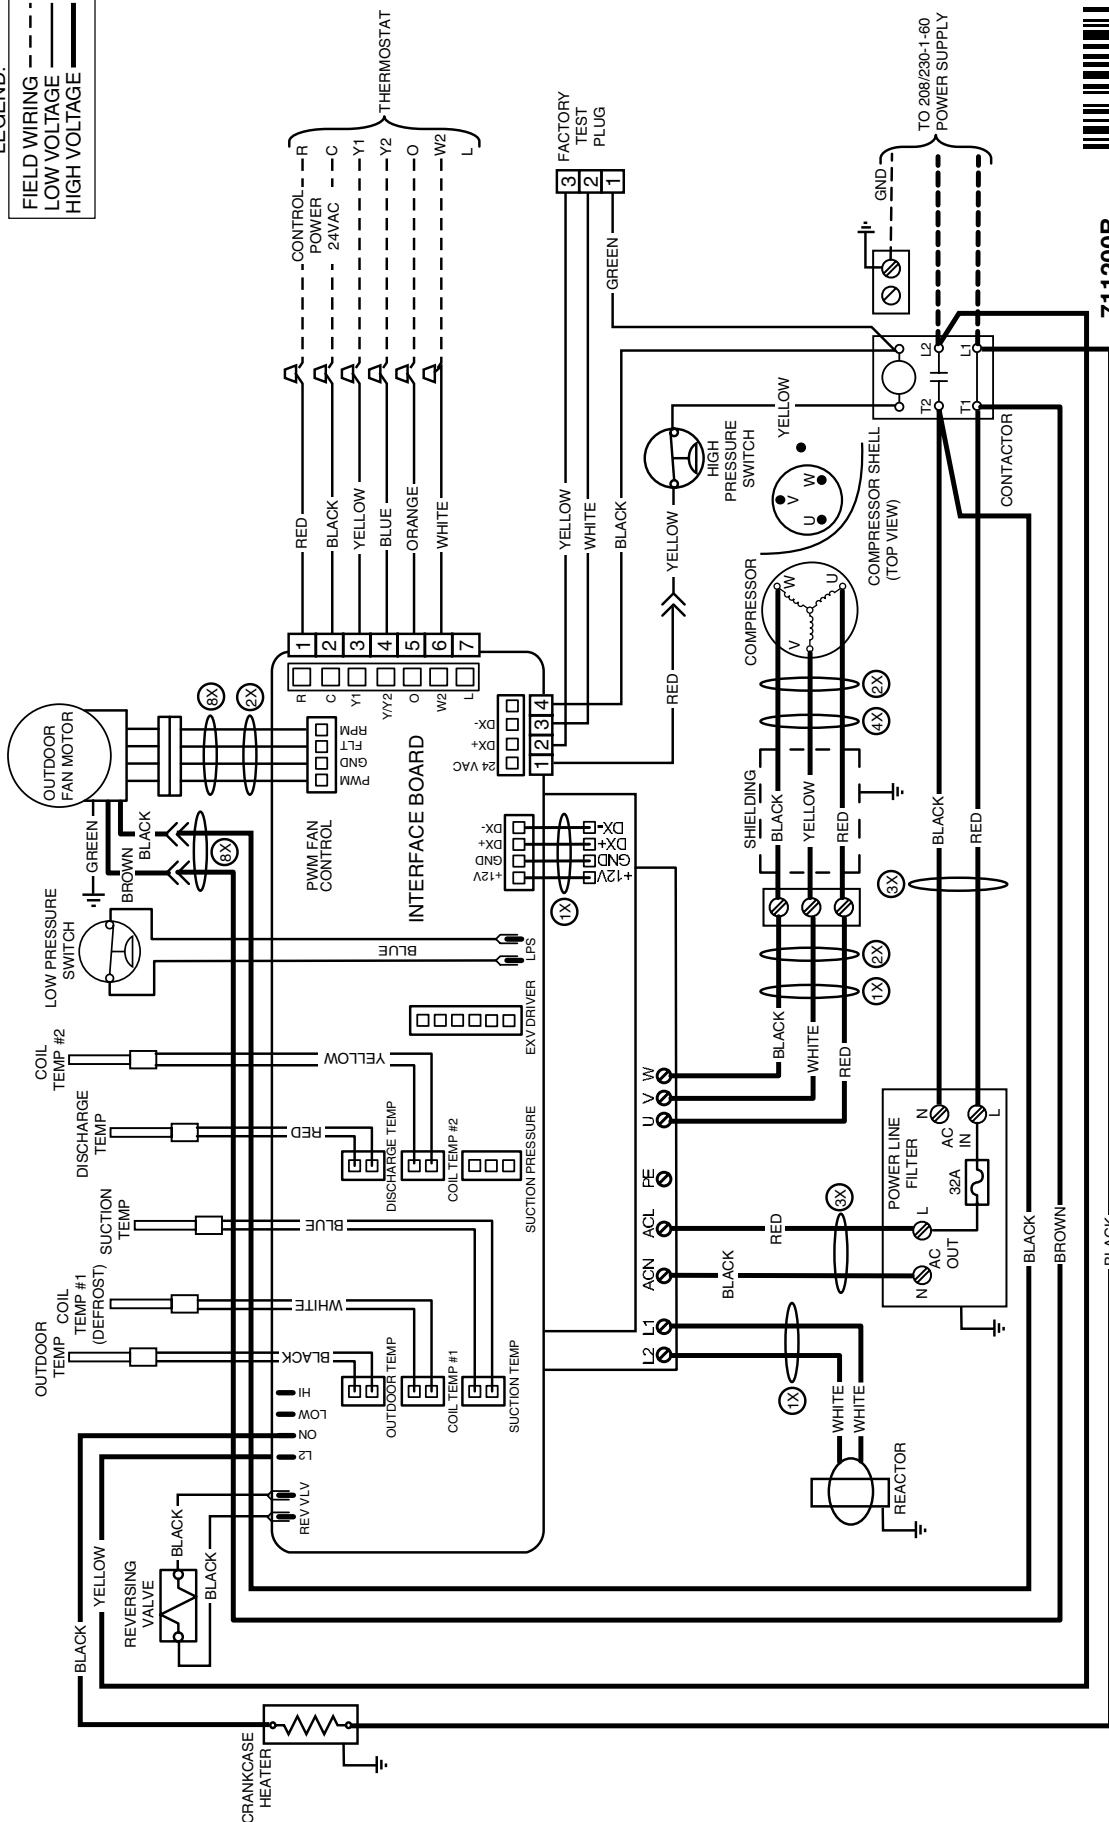 LEGEND:
FIELD WIRING
LOW VOLTAGE
HIGH VOLTAGE
THERMOSTAT
R
C
Y1
Y2
O
W2
L
CONTROL
POWER
24VAC
RED
BLACK
YELLOW
BLUE
ORANGE
WHITE
1
2
3
4
5
6
7
R
C
Y1
Y/Y2
O
W2
L
FACTORY
TEST
PLUG
3
2
1
YELLOW
WHITE
GREEN
BLACK
TO 208/230-1-60
POWER SUPPLY
GND
711200B
OUTDOOR
FAN MOTOR
GREEN
BROWN
BLACK
8X
2X
8X
RPM
FLT
GND
PWM
PWM FAN
CONTROL
INTERFACE BOARD
DX-
DX+
24 VAC
4
3
2
1
DX-
DX+
GND
+12V
DX-
DX+
GND
+12V
1X
LOW PRESSURE
SWITCH
BLUE
LPS
EXV DRIVER
COIL
TEMP #2
YELLOW
DISCHARGE
TEMP
RED
DISCHARGE TEMP
COIL TEMP #2
SUCTION PRESSURE
SUCTION
TEMP
BLUE
COIL
TEMP #1
(DEFROST)
WHITE
OUTDOOR
TEMP
BLACK
OUTDOOR TEMP
COIL TEMP #1
SUCTION TEMP
HI
LOW
ON
L2
REV VLV
REVERSING
VALVE
BLACK
BLACK
YELLOW
BLACK
CRANKCASE
HEATER
RED
YELLOW
HIGH
PRESSURE
SWITCH
YELLOW
COMPRESSOR SHELL
(TOP VIEW)
U
V
W
COMPRESSOR
W
U
V
2X
4X
SHIELDING
BLACK
YELLOW
RED
2X
1X
BLACK
WHITE
RED
W
V
U
PE
ACL
ACN
L1
L2
CONTACTOR
T2
L2
T1
L1
BLACK
RED
3X
POWER LINE
FILTER
N
AC
IN
L
32A
L
AC
OUT
N
RED
BLACK
3X
1X
WHITE
WHITE
REACTOR
BLACK
BROWN
BLACK